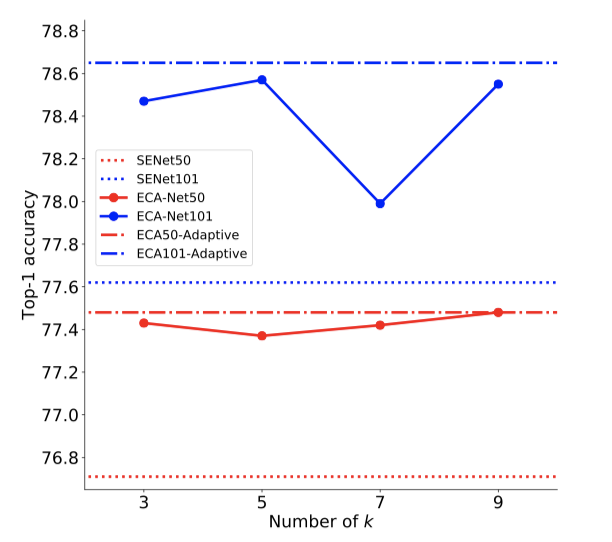 78.8
78.6
78.4
78.2
78.0
77.8
77.6
77.4
77.2
77.0
76.8
Top-1 accuracy
SENet50
SENet101
ECA-Net50
ECA-Net101
ECA50-Adaptive
ECA101-Adaptive
3 5 7 9
Number of k